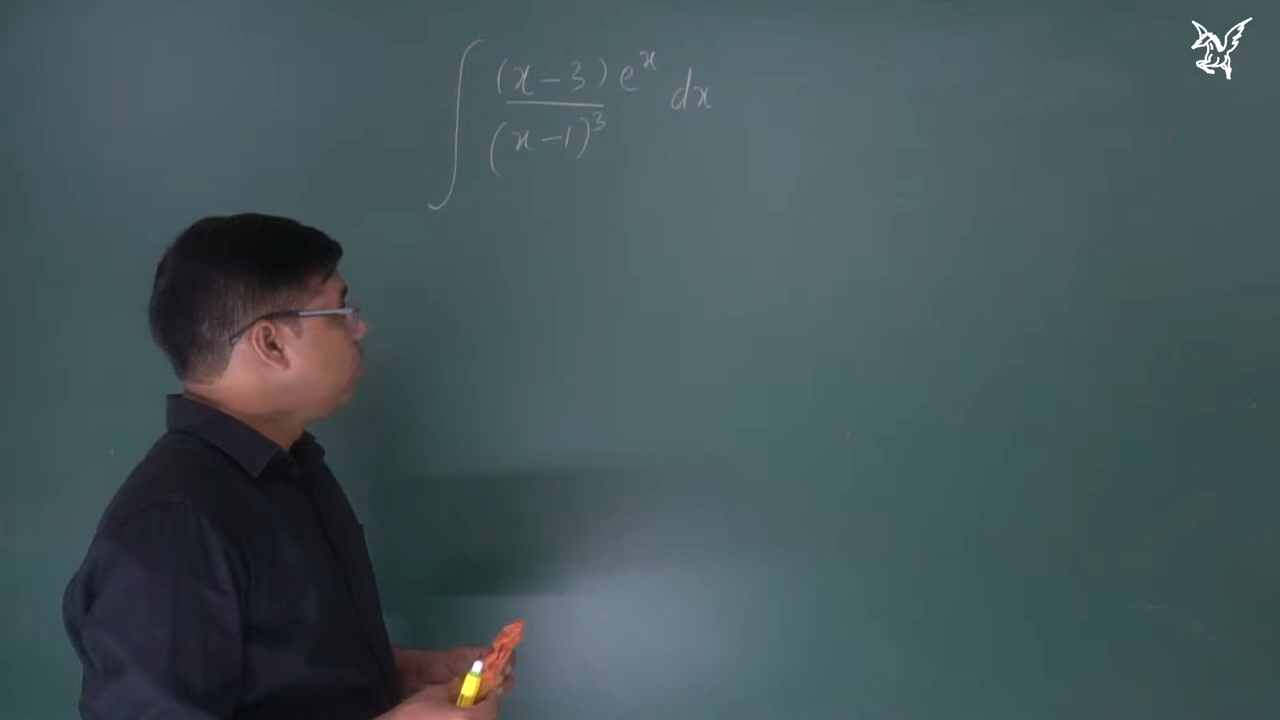 ∫ (x-3) e^x / (x-1)^3 dx